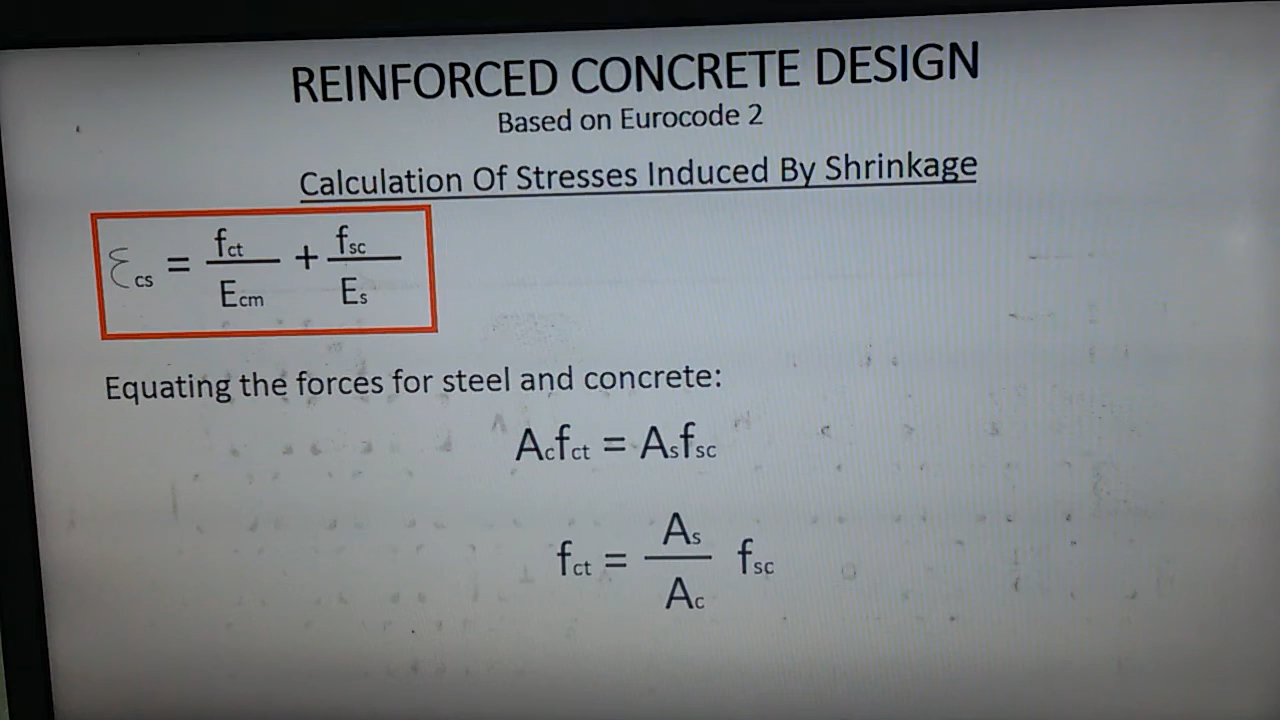 REINFORCED CONCRETE DESIGN
Based on Eurocode 2
Calculation Of Stresses Induced By Shrinkage
Ɛcs = fct/Ecm + fsc/Es
Equating the forces for steel and concrete:
Acfct = Asfsc
fct = As/Ac fsc